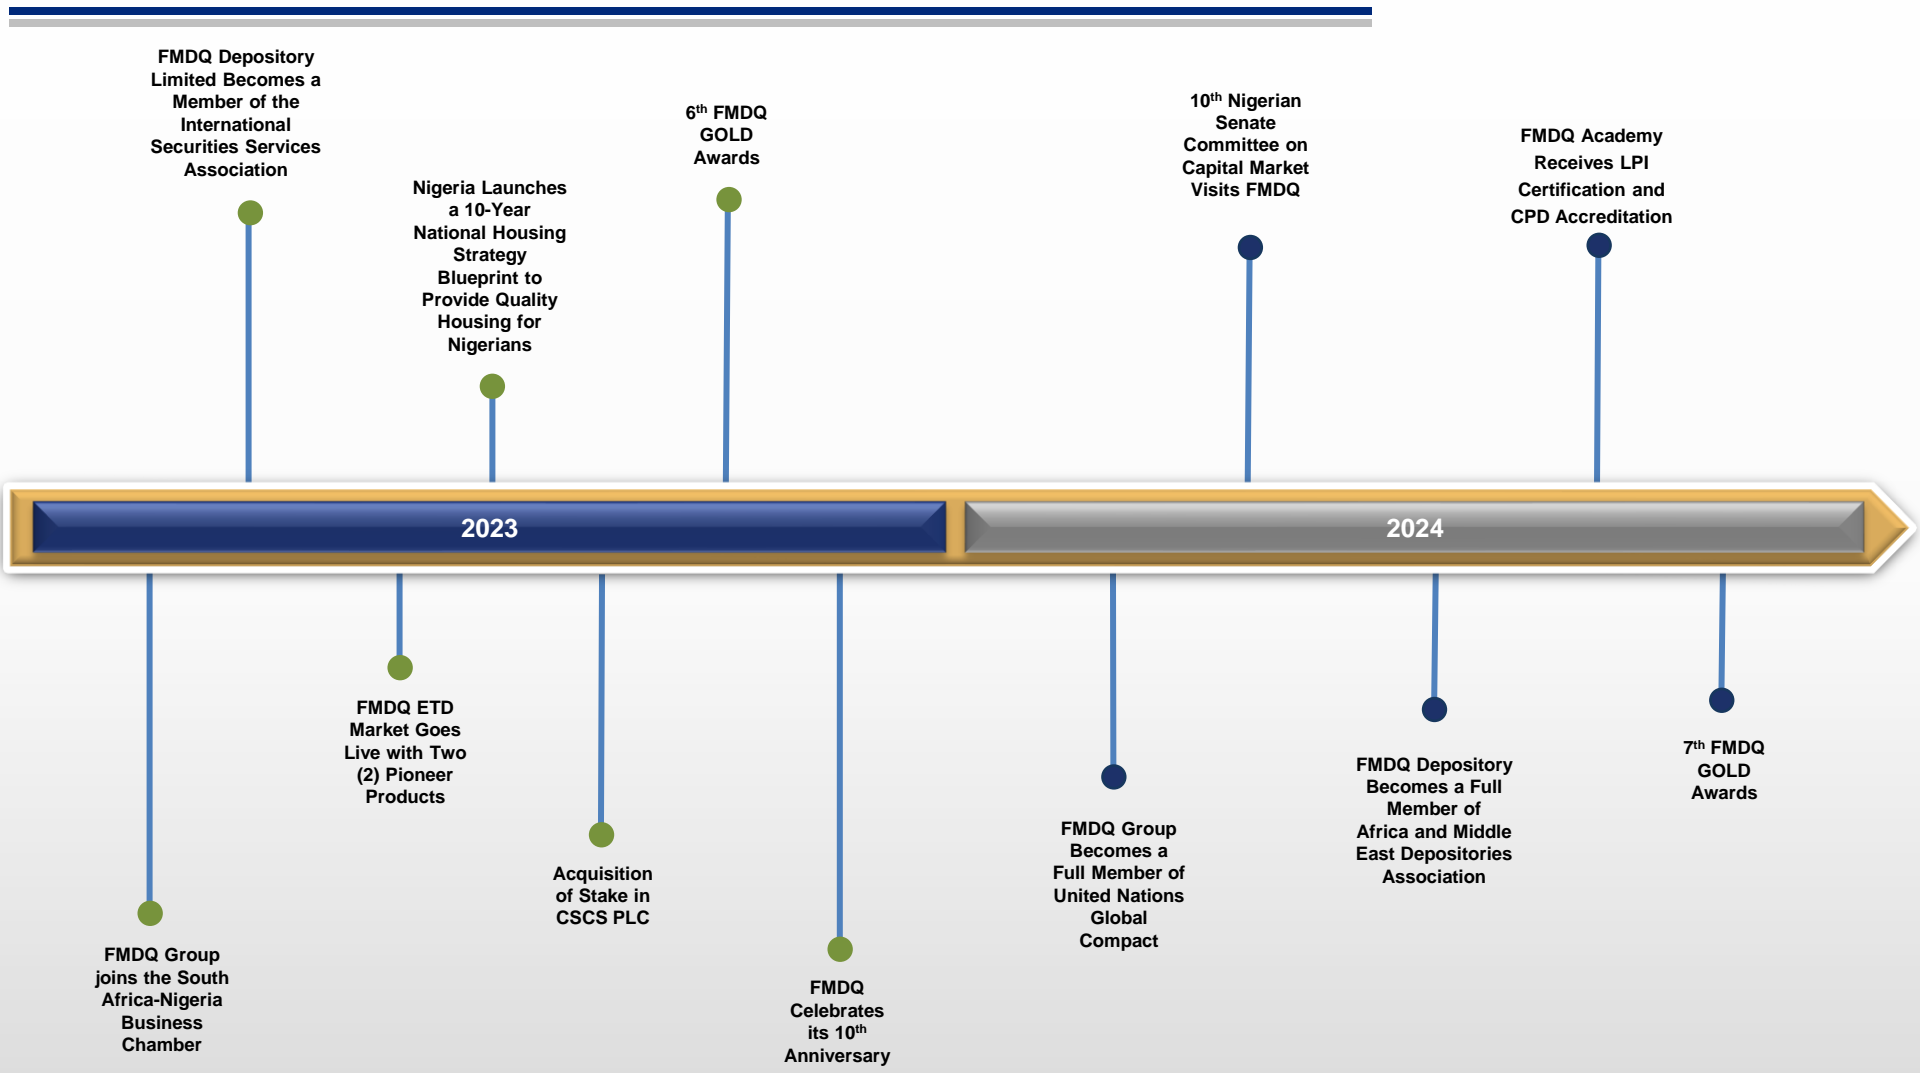 FMDQ Depository
Limited Becomes a
Member of the
International
Securities Services
Association
Nigeria Launches
a 10-Year
National Housing
Strategy
Blueprint to
Provide Quality
Housing for
Nigerians
6th FMDQ
GOLD
Awards
10th Nigerian
Senate
Committee on
Capital Market
Visits FMDQ
FMDQ Academy
Receives LPI
Certification and
CPD Accreditation
2023
2024
FMDQ Group
joins the South
Africa-Nigeria
Business
Chamber
FMDQ ETD
Market Goes
Live with Two
(2) Pioneer
Products
Acquisition
of Stake in
CSCS PLC
FMDQ
Celebrates
its 10th
Anniversary
FMDQ Group
Becomes a
Full Member of
United Nations
Global
Compact
FMDQ Depository
Becomes a Full
Member of
Africa and Middle
East Depositories
Association
7th FMDQ
GOLD
Awards